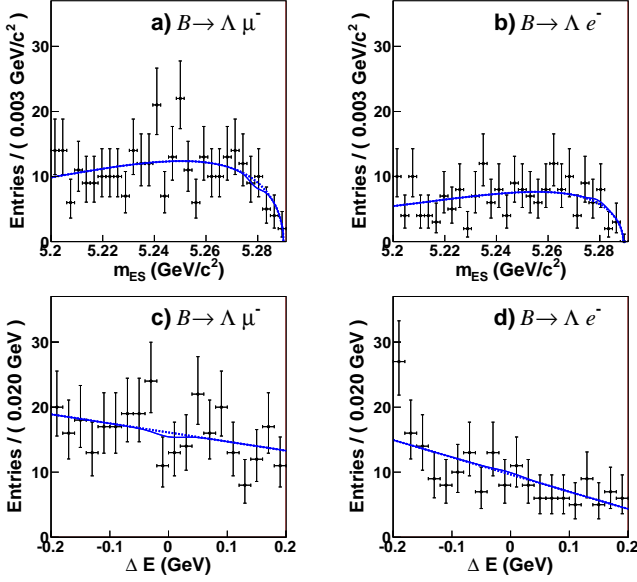 a) B→ Λ μ⁻
Entries / ( 0.003 GeV/c² )
30
20
10
0
5.2 5.22 5.24 5.26 5.28
m_ES (GeV/c²)
b) B→ Λ e⁻
Entries / ( 0.003 GeV/c² )
30
20
10
0
5.2 5.22 5.24 5.26 5.28
m_ES (GeV/c²)
c) B→ Λ μ⁻
Entries / ( 0.020 GeV )
30
20
10
0
-0.2 -0.1 0 0.1 0.2
Δ E (GeV)
d) B→ Λ e⁻
Entries / ( 0.020 GeV )
30
20
10
0
-0.2 -0.1 0 0.1 0.2
Δ E (GeV)